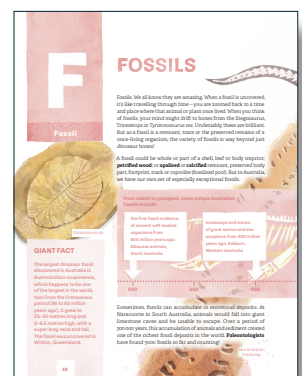 F
Fossil
FOSSILS
Fossils. We all know they are amazing. When a fossil is uncovered,
it's like travelling through time – you are zoomed back to a time
and place where that animal or plant once lived. When you think
of fossils, your mind might drift to bones from the Stegosaurus,
Triceratops or Tyrannosaurus rex. Undeniably, these are brilliant.
But as a fossil is a remnant, trace or the preserved remains of a
once-living organism, the variety of fossils is way beyond just
dinosaur bones!
A fossil could be whole or part of a shell, leaf or body imprint;
petrified wood; or opalised or calcified remnant, preserved body
part, footprint, track or coprolite (fossilised poo!). But in Australia
we have our own set of especially exceptional fossils.
From oldest to youngest, some unique Australian
fossils include:
the first fossil evidence
of ancient soft-bodied
organisms from
600 million years ago.
Ediacaran animals,
South Australia.
trackways and traces
of giant worms and sea
scorpions from 430 million
years ago. Kalbarri,
Western Australia
600
500
400
Sometimes, fossils can accumulate in enormous deposits. At
Naracoorte in South Australia, animals would fall into giant
limestone caves and be unable to escape. Over a period of
300 000 years, this accumulation of animals and sediment created
one of the richest fossil deposits in the world. Paleontologists
have found 7000 fossils so far and counting!
GIANT FACT
The largest dinosaur fossil
discovered in Australia is
Australotitan cooperensis,
which happens to be one
of the largest in the world,
too! From the Cretaceous
period (96 to 92 million
years ago), it grew to
25–30 metres long and
5–6.5 metres high, with a
super-long neck and tail.
The fossil was uncovered in
Winton, Queensland.
18